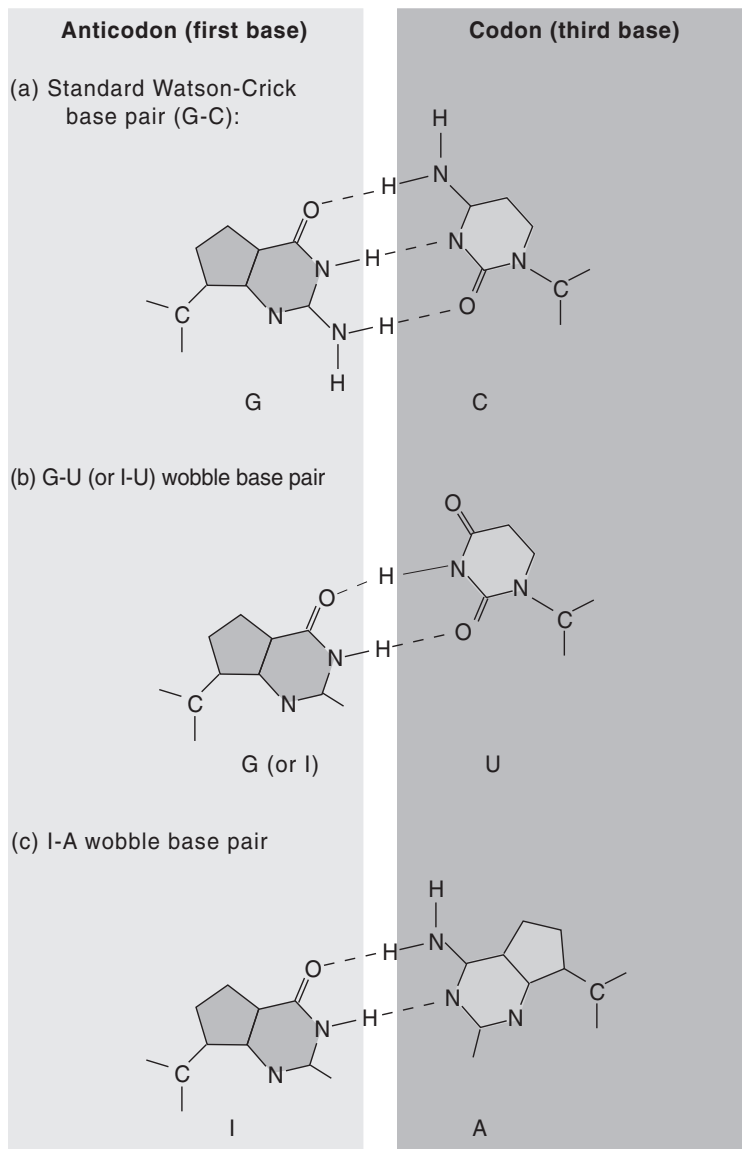 Anticodon (first base)
Codon (third base)
(a) Standard Watson-Crick
base pair (G-C):
H
H
N
O
N
H
N
N
C
O
C
N
N
H
H
G
C
(b) G-U (or I-U) wobble base pair
O
H
N
O
N
N
H
O
C
C
N
G (or I)
U
(c) I-A wobble base pair
H
H
N
O
N
H
N
N
C
C
N
I
A